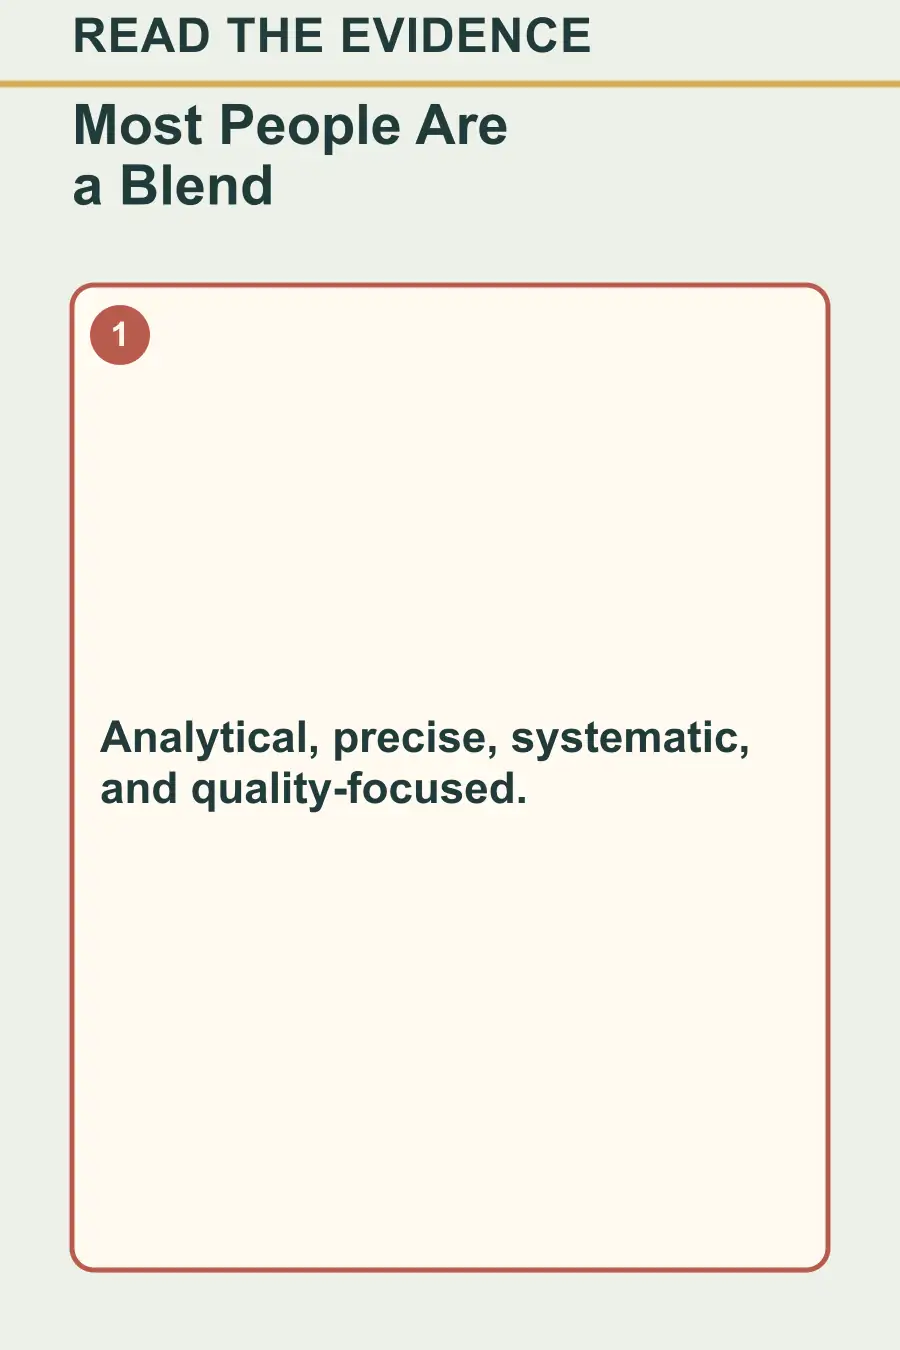 READ THE EVIDENCE
Most People Are
a Blend
1
Analytical, precise, systematic,
and quality-focused.